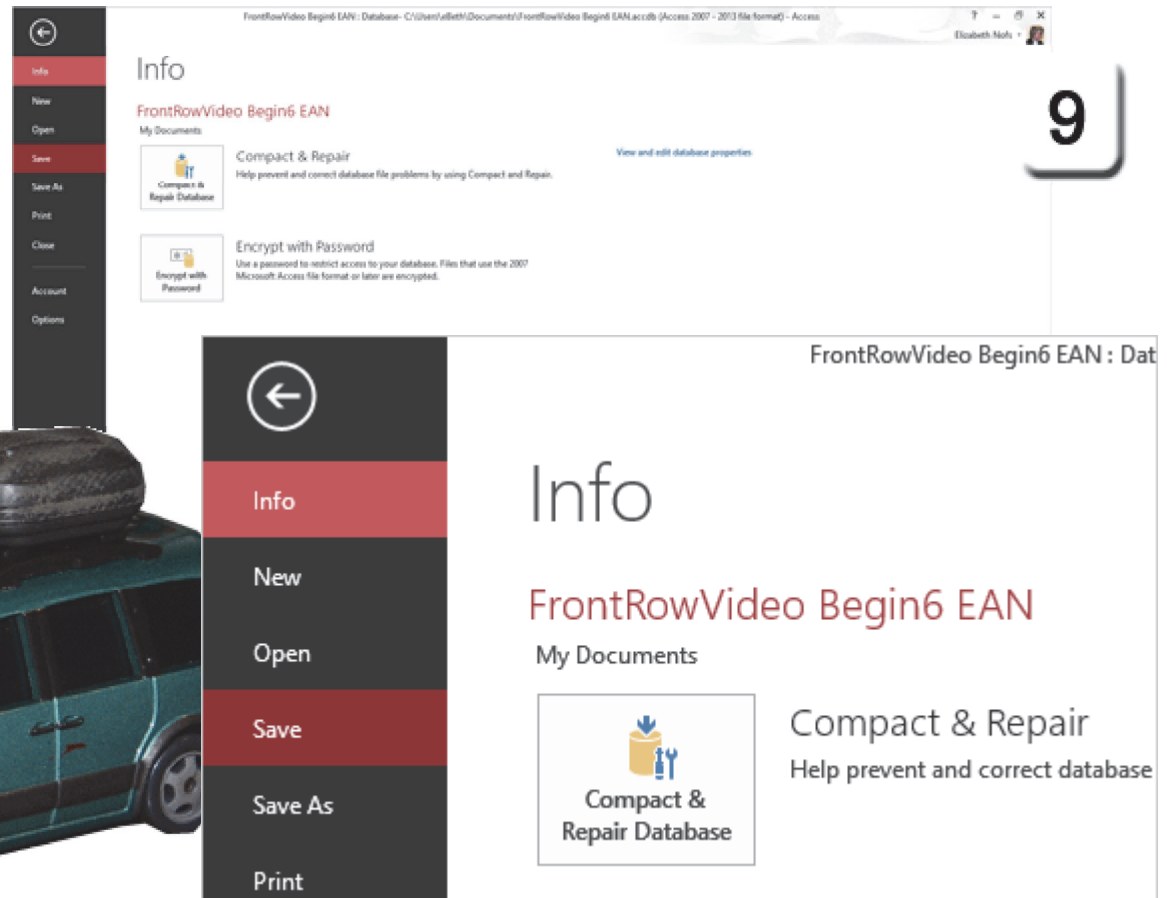 FrontRowVideo Begin6 EAN : Database- C:\Users\eBeth\Documents\FrontRowVideo Begin6 EAN.accdb (Access 2007 - 2013 file format) - Access
? 
Elizabeth Nofs
Info
Info
New
Open
Save
Save As
Print
Close
Account
Options
FrontRowVideo Begin6 EAN
My Documents
Compact &
Repair Database
Compact & Repair
Help prevent and correct database file problems by using Compact and Repair.
View and edit database properties
Encrypt with
Password
Encrypt with Password
Use a password to restrict access to your database. Files that use the 2007
Microsoft Access file format or later are encrypted.
9
FrontRowVideo Begin6 EAN : Dat
Info
New
Open
Save
Save As
Print
Info
FrontRowVideo Begin6 EAN
My Documents
Compact &
Repair Database
Compact & Repair
Help prevent and correct database